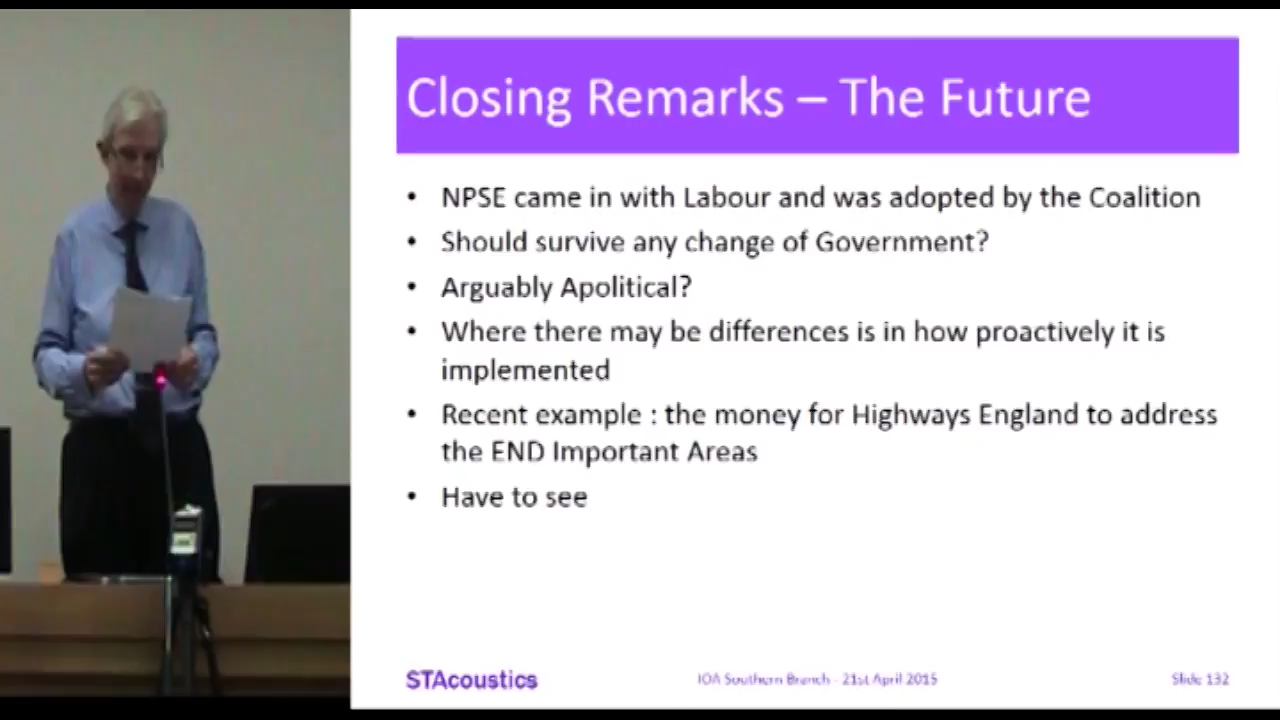 Closing Remarks – The Future
• NPSE came in with Labour and was adopted by the Coalition
• Should survive any change of Government?
• Arguably Apolitical?
• Where there may be differences is in how proactively it is
implemented
• Recent example : the money for Highways England to address
the END Important Areas
• Have to see
STAcoustics
IOA Southern Branch - 21st April 2015
Slide 132